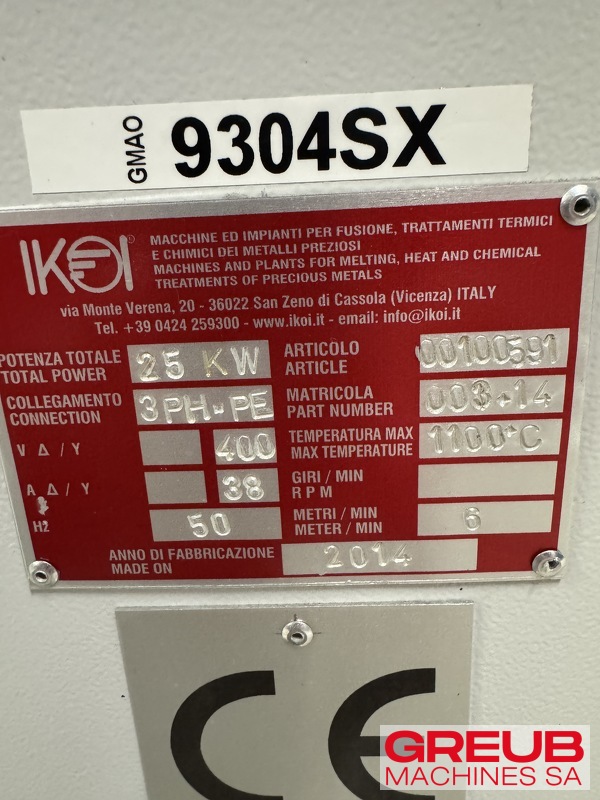 GMAO 9304SX
IKOI®
MACCHINE ED IMPIANTI PER FUSIONE, TRATTAMENTI TERMICI
E CHIMICI DEI METALLI PREZIOSI
MACHINES AND PLANTS FOR MELTING, HEAT AND CHEMICAL
TREATMENTS OF PRECIOUS METALS
via Monte Verena, 20 - 36022 San Zeno di Cassola (Vicenza) ITALY
Tel. +39 0424 259300 - www.ikoi.it - email: info@ikoi.it
POTENZA TOTALE
TOTAL POWER
25 KW
COLLEGAMENTO
CONNECTION
3PH-PE
V Δ / Y
400
A Δ / Y
38
HZ
50
ARTICOLO
ARTICLE
00100591
MATRICOLA
PART NUMBER
003-14
TEMPERATURA MAX
MAX TEMPERATURE
1100°C
GIRI / MIN
R P M
METRI / MIN
METER / MIN
6
ANNO DI FABBRICAZIONE
MADE ON
2014
CE
GREUB
MACHINES SA